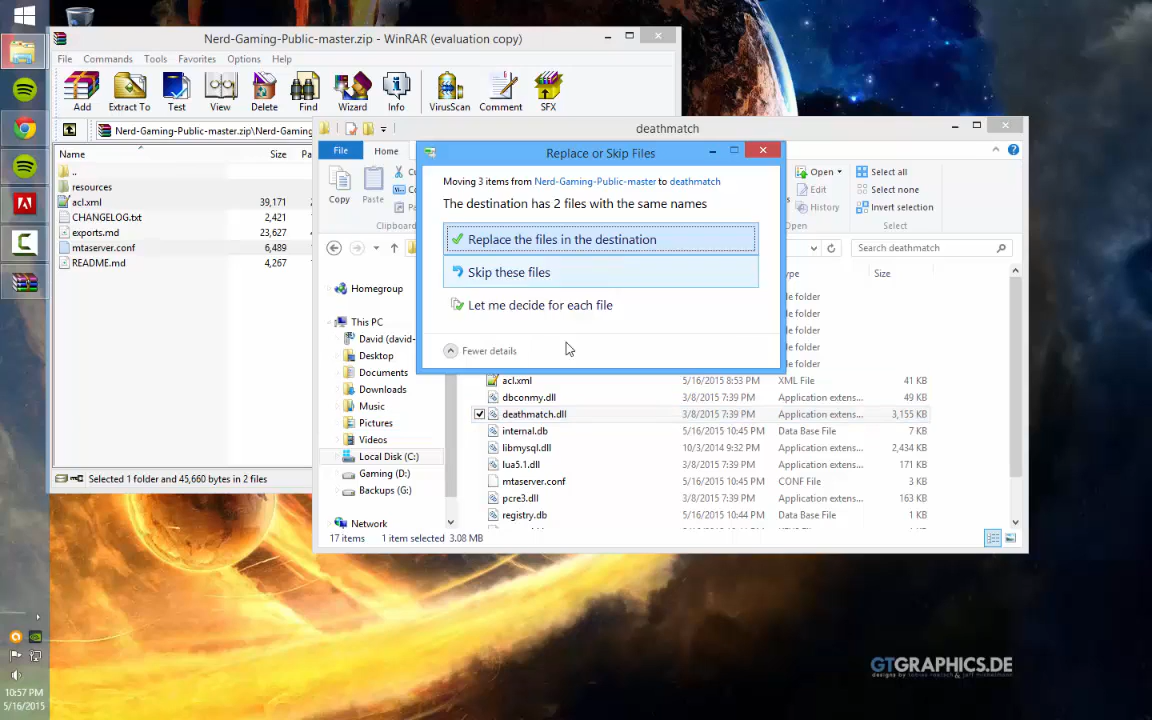 Nerd-Gaming-Public-master.zip - WinRAR (evaluation copy)
File Commands Tools Favorites Options Help
Add Extract To Test View Delete Find Wizard Info VirusScan Comment SFX
Nerd-Gaming-Public-master.zip\Nerd-Gaming
Name Size
..
resources
acl.xml 39,171
CHANGELOG.txt 2,421
exports.md 23,627
mtaserver.conf 6,489
README.md 4,267
Selected 1 folder and 45,660 bytes in 2 files
deathmatch
File Home
Copy Paste
Clipboard
Open Select all
Edit Select none
History Invert selection
Select
Search deathmatch
Size
Replace or Skip Files
Moving 3 items from Nerd-Gaming-Public-master to deathmatch
The destination has 2 files with the same names
Replace the files in the destination
Skip these files
Let me decide for each file
Fewer details
Homegroup
This PC
David (david-
Desktop
Documents
Downloads
Music
Pictures
Videos
Local Disk (C:)
Gaming (D:)
Backups (G:)
Network
acl.xml 5/16/2015 8:53 PM XML File 41 KB
dbconmy.dll 3/8/2015 7:39 PM Application extens... 49 KB
deathmatch.dll 3/8/2015 7:39 PM Application extens... 3,155 KB
internal.db 5/16/2015 10:45 PM Data Base File 7 KB
libmysql.dll 10/3/2014 9:32 PM Application extens... 2,434 KB
lua5.1.dll 3/8/2015 7:39 PM Application extens... 171 KB
mtaserver.conf 5/16/2015 10:45 PM CONF File 3 KB
pcre3.dll 3/8/2015 7:39 PM Application extens... 163 KB
registry.db 5/16/2015 10:44 PM Data Base File 1 KB
17 items 1 item selected 3.08 MB
GTGRAPHICS.DE
10:57 PM
5/16/2015